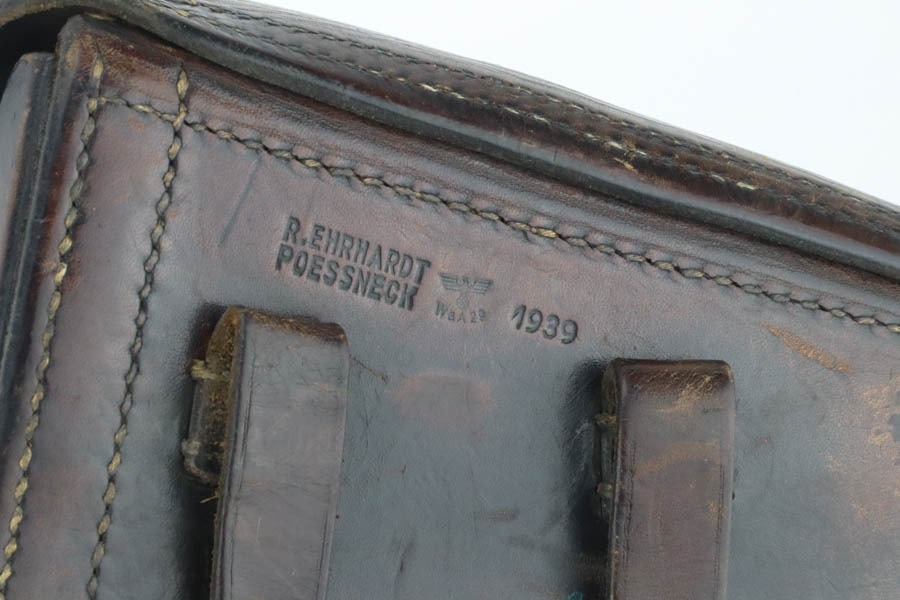 R.EHRHARDT
POESSNECK
WaA29
1939